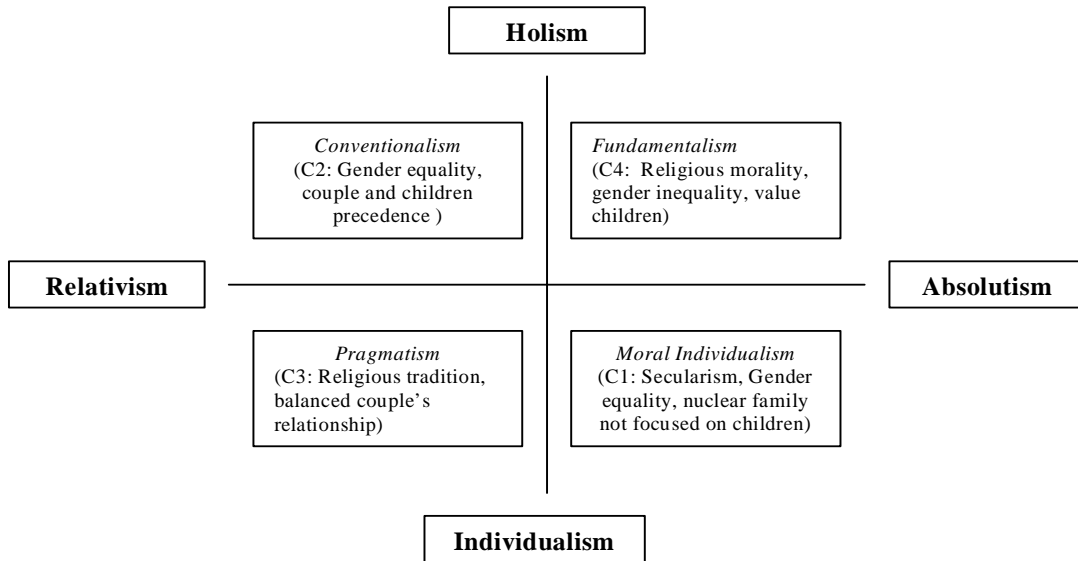 Holism
Conventionalism
(C2: Gender equality,
couple and children
precedence )
Fundamentalism
(C4:  Religious morality,
gender inequality, value
children)
Relativism
Absolutism
Pragmatism
(C3: Religious tradition,
balanced couple's
relationship)
Moral Individualism
(C1: Secularism, Gender
equality, nuclear family
not focused on children)
Individualism